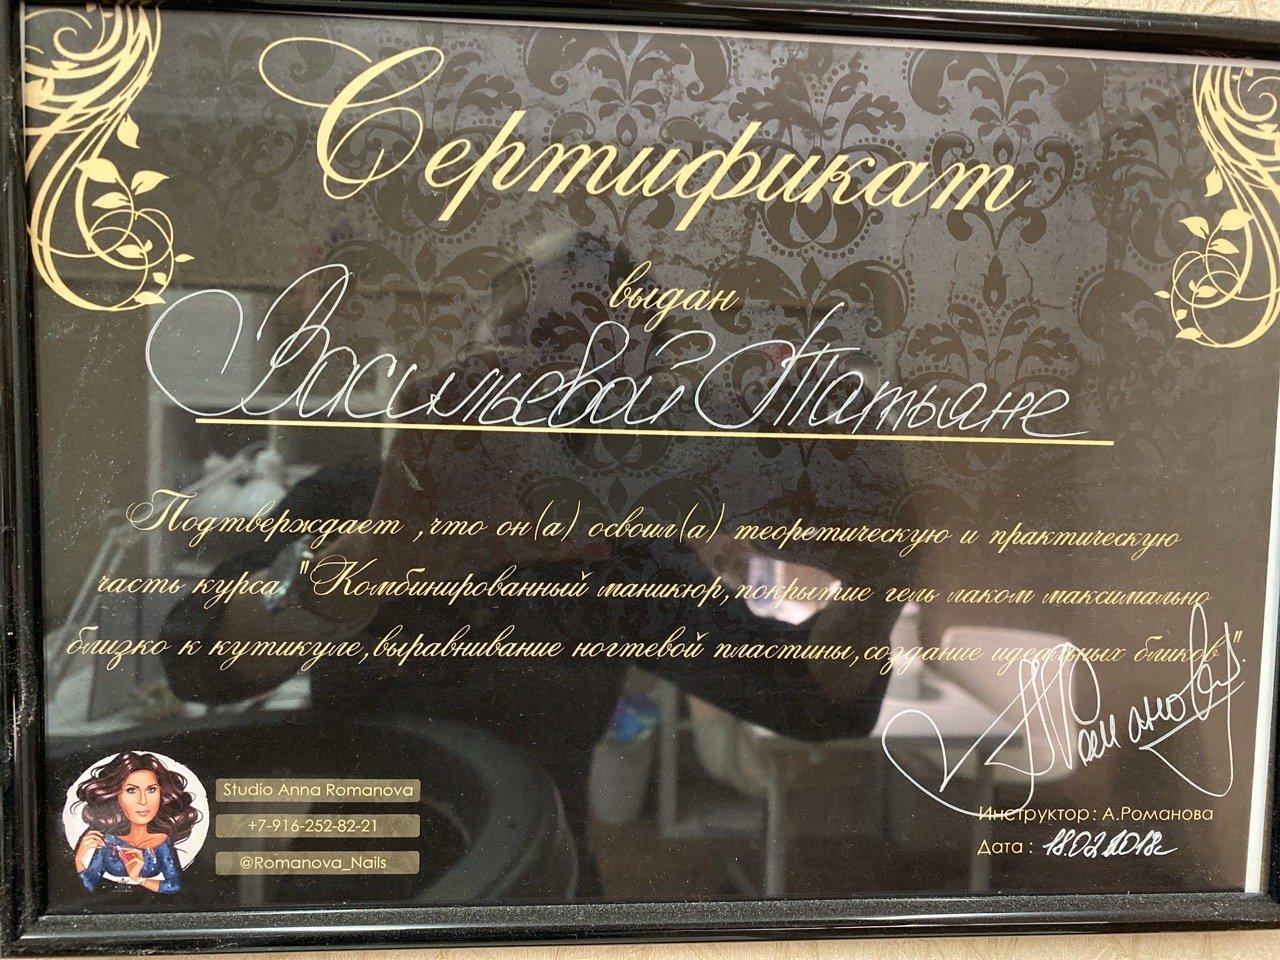 Сертификат
выдан
Васильевой Татьяне
Подтверждает ,что он(а) освоил(а) теоретическую и практическую
часть курса "Комбинированный маникюр,покрытие гель лаком максимально
близко к кутикуле,выравнивание ногтевой пластины,создание идеальных бликов".
Романова
Studio Anna Romanova
+7-916-252-82-21
@Romanova_Nails
Инструктор: А.Романова
Дата : 18.02.2018г